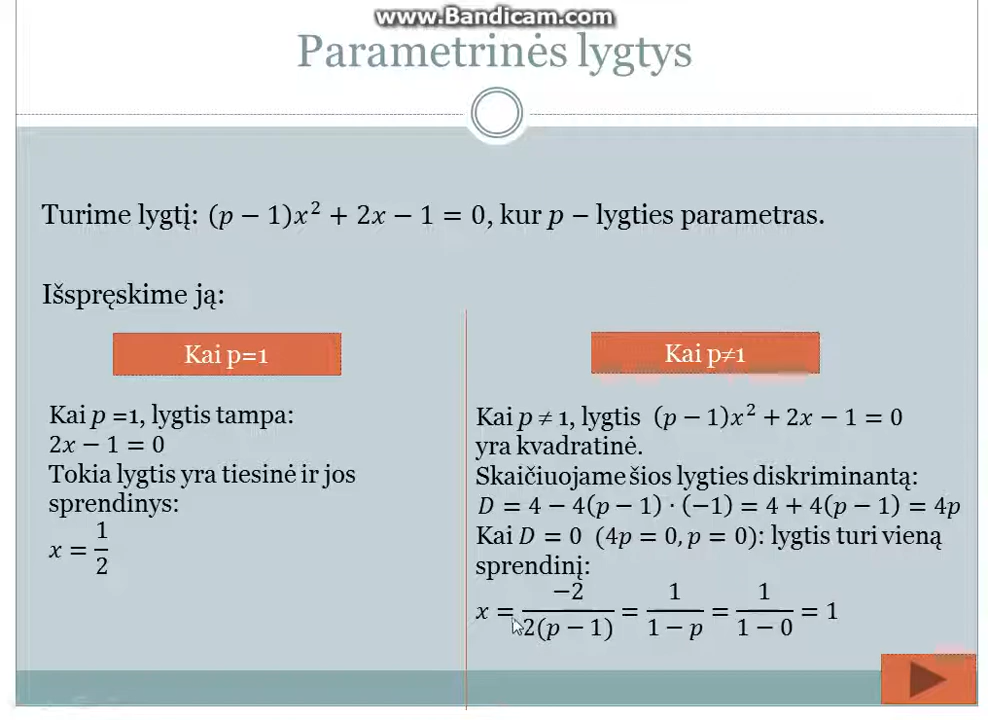 www.Bandicam.com
Parametrinės lygtys
Turime lygtį: (p − 1)x² + 2x − 1 = 0, kur p − lygties parametras.
Išspręskime ją:
Kai p=1
Kai p =1, lygtis tampa:
2x − 1 = 0
Tokia lygtis yra tiesinė ir jos
sprendinys:
x = 1/2
Kai p≠1
Kai p ≠ 1, lygtis (p − 1)x² + 2x − 1 = 0
yra kvadratinė.
Skaičiuojame šios lygties diskriminantą:
D = 4 − 4(p − 1) · (−1) = 4 + 4(p − 1) = 4p
Kai D = 0 (4p = 0, p = 0): lygtis turi vieną
sprendinį:
x = −2/2(p − 1) = 1/1 − p = 1/1 − 0 = 1